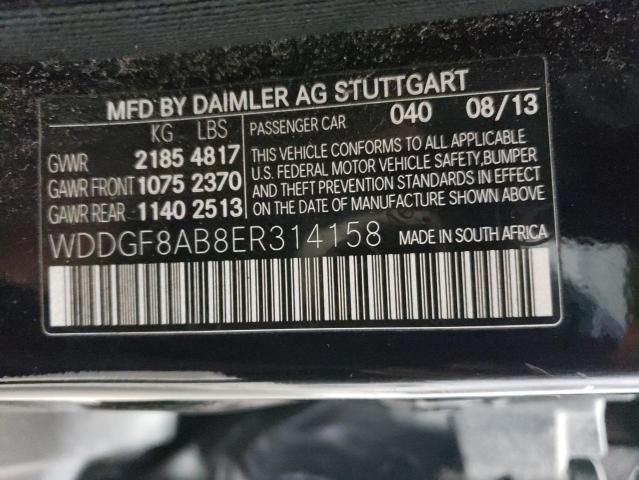 MFD BY DAIMLER AG STUTTGART
KG LBS PASSENGER CAR 040 08/13
GVWR 2185 4817
GAWR FRONT 1075 2370
GAWR REAR 1140 2513
THIS VEHICLE CONFORMS TO ALL APPLICABLE
U.S. FEDERAL MOTOR VEHICLE SAFETY, BUMPER
AND THEFT PREVENTION STANDARDS IN EFFECT
ON THE DATE OF MANUFACTURE SHOWN ABOVE.
WDDGF8AB8ER314158 MADE IN SOUTH AFRICA